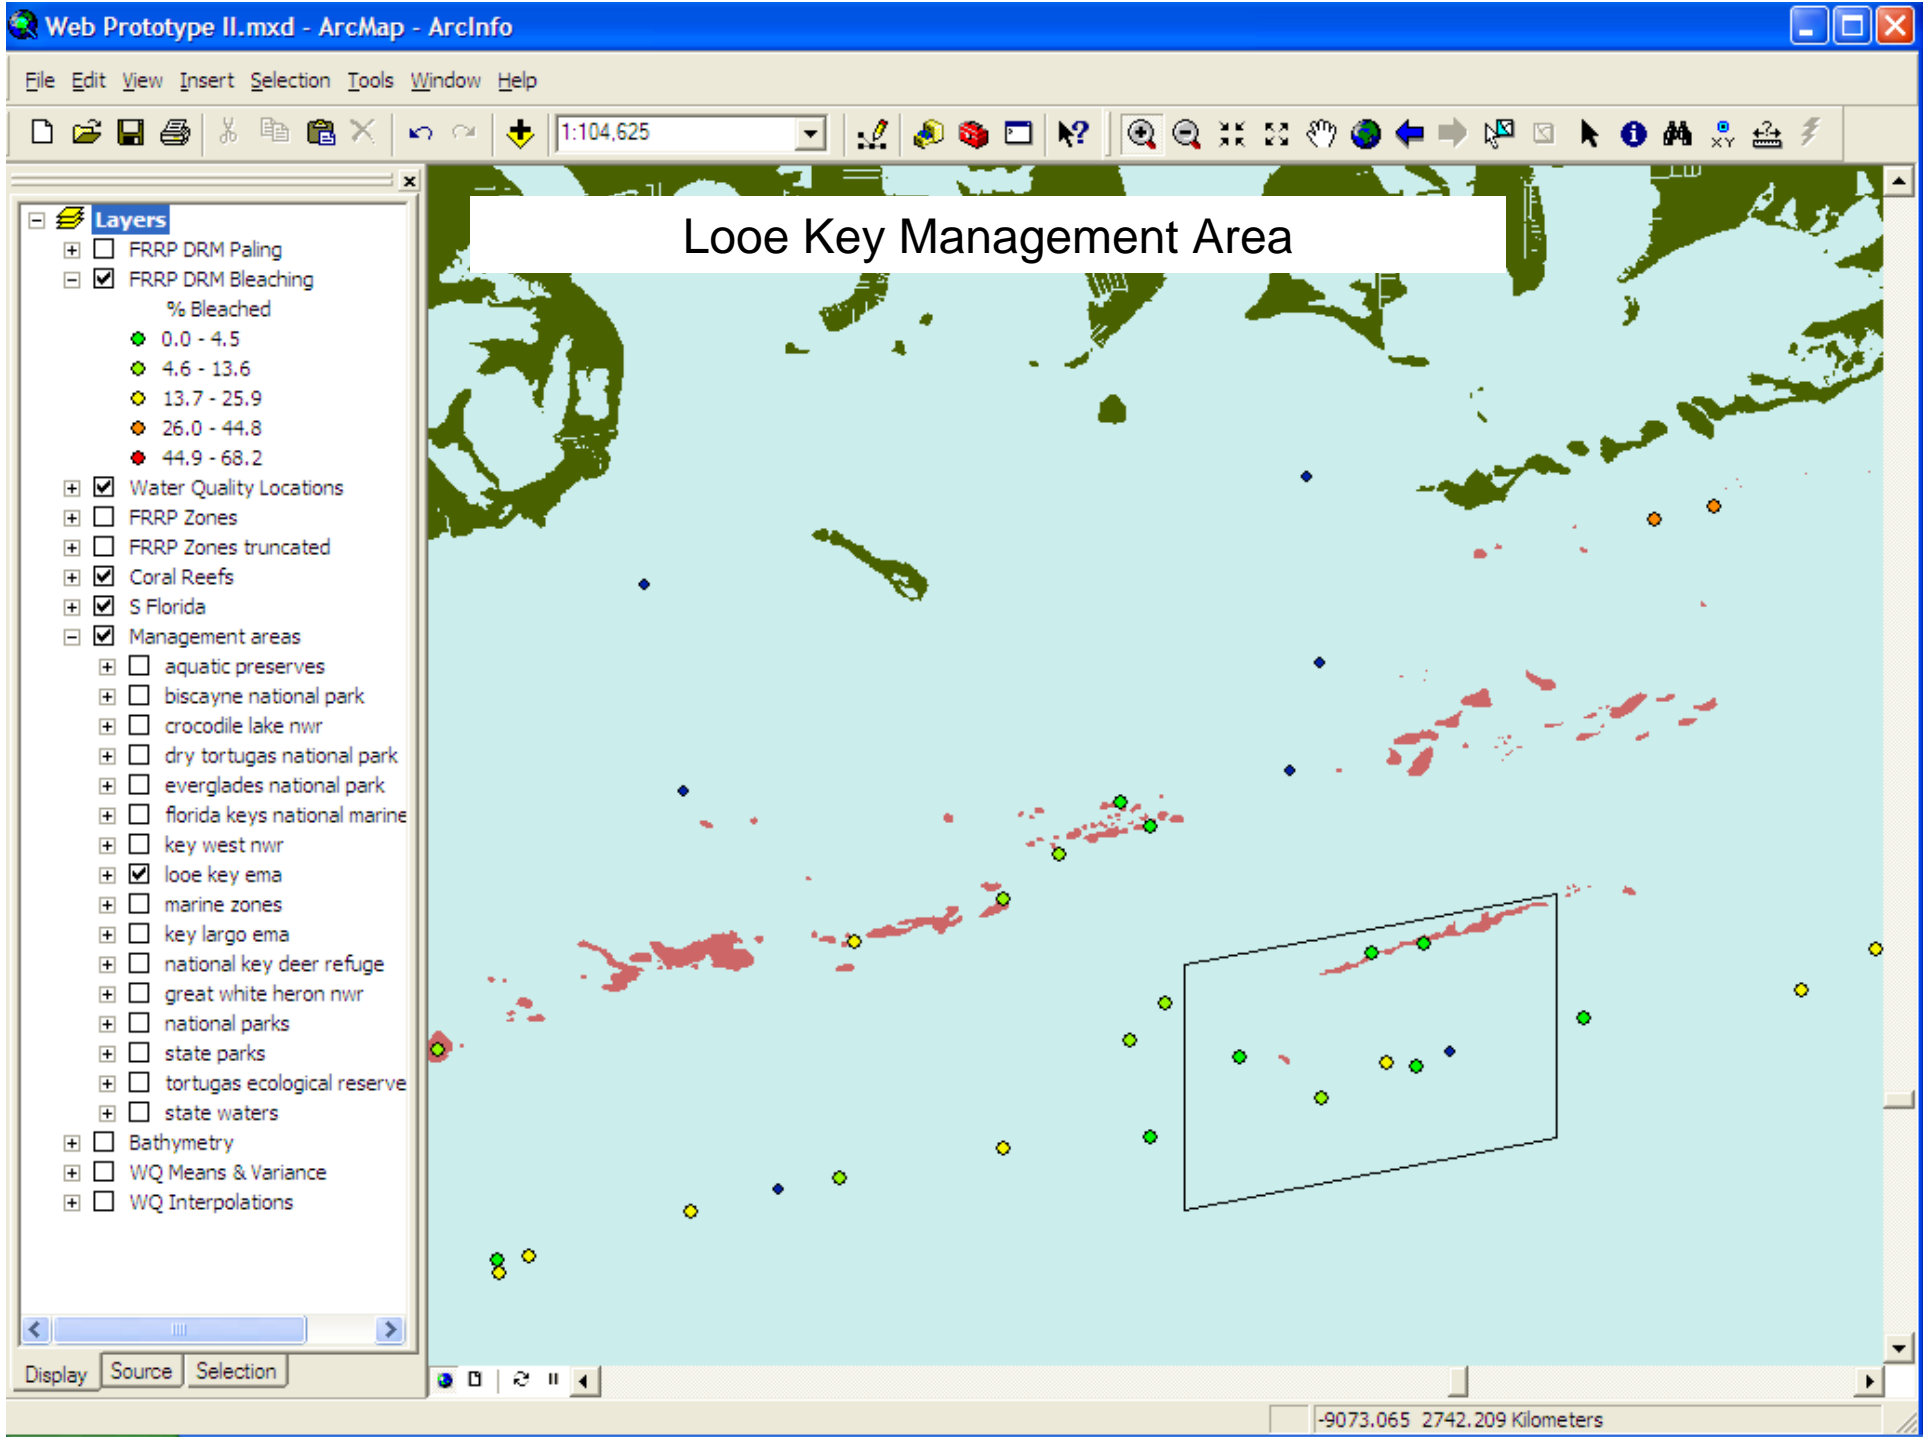 Web Prototype II.mxd - ArcMap - ArcInfo
File Edit View Insert Selection Tools Window Help
1:104,625
Layers
FRRP DRM Paling
FRRP DRM Bleaching
% Bleached
0.0 - 4.5
4.6 - 13.6
13.7 - 25.9
26.0 - 44.8
44.9 - 68.2
Water Quality Locations
FRRP Zones
FRRP Zones truncated
Coral Reefs
S Florida
Management areas
aquatic preserves
biscayne national park
crocodile lake nwr
dry tortugas national park
everglades national park
florida keys national marine
key west nwr
looe key ema
marine zones
key largo ema
national key deer refuge
great white heron nwr
national parks
state parks
tortugas ecological reserve
state waters
Bathymetry
WQ Means & Variance
WQ Interpolations
Display Source Selection
Looe Key Management Area
-9073.065 2742.209 Kilometers